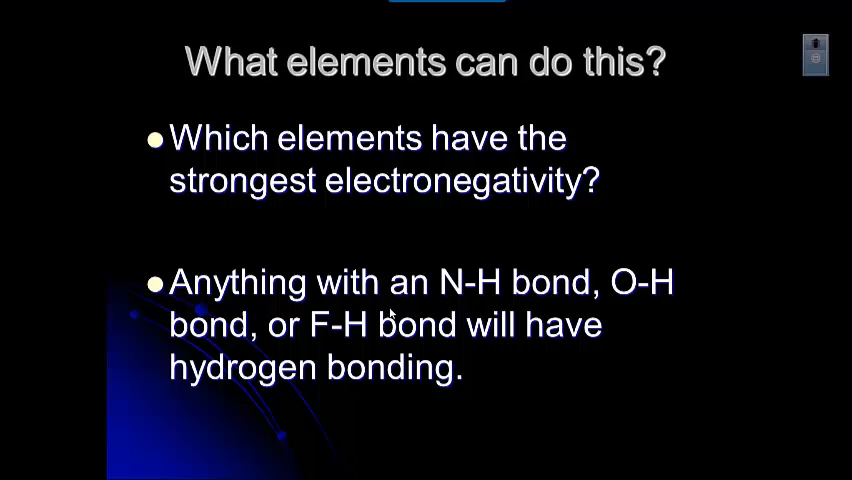 What elements can do this?
Which elements have the
strongest electronegativity?
Anything with an N-H bond, O-H
bond, or F-H bond will have
hydrogen bonding.